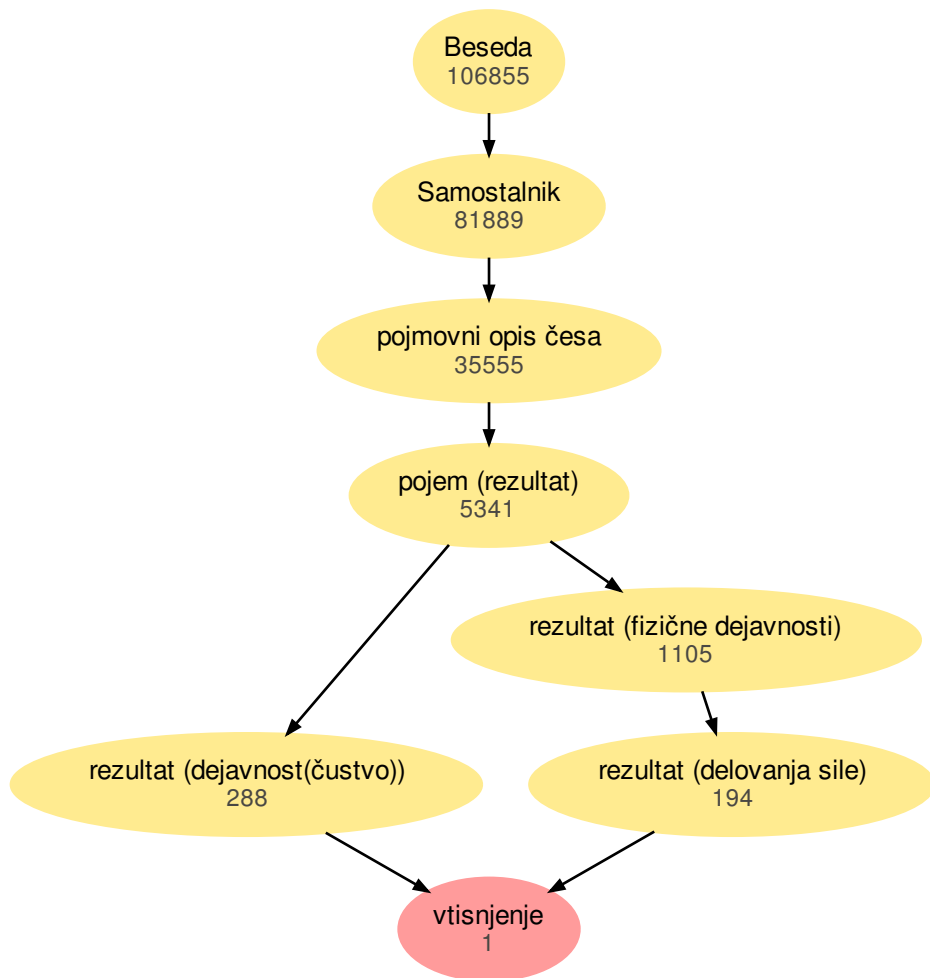 Beseda
106855
Samostalnik
81889
pojmovni opis česa
35555
pojem (rezultat)
5341
rezultat (fizične dejavnosti)
1105
rezultat (dejavnost(čustvo))
288
rezultat (delovanja sile)
194
vtisnjenje
1